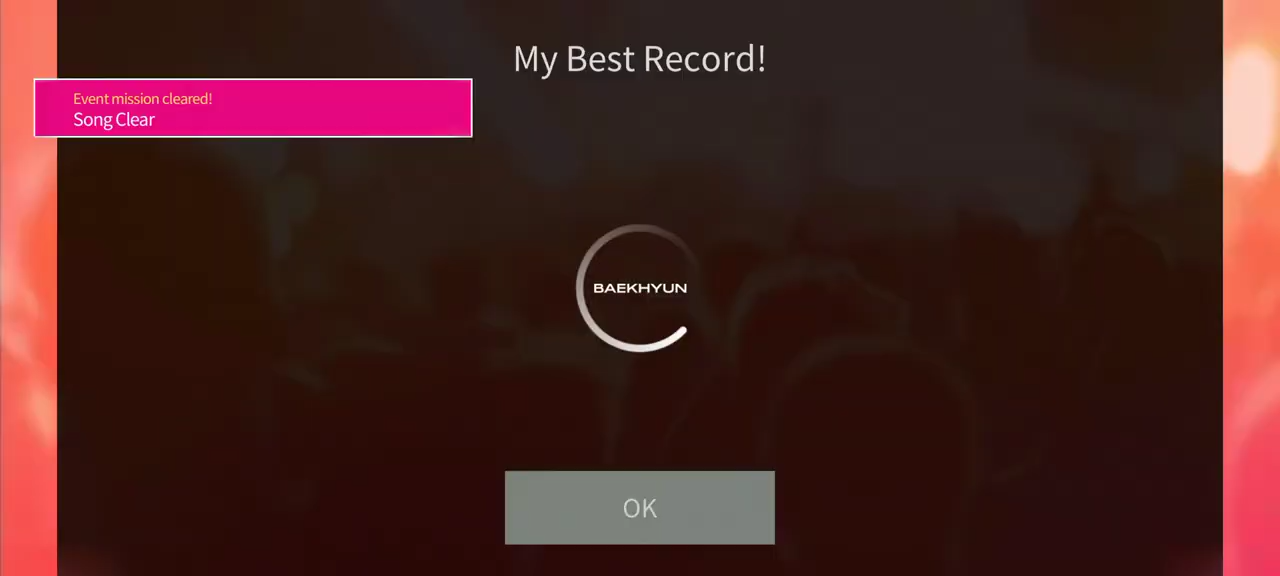 My Best Record!
Event mission cleared!
Song Clear
BAEKHYUN
OK